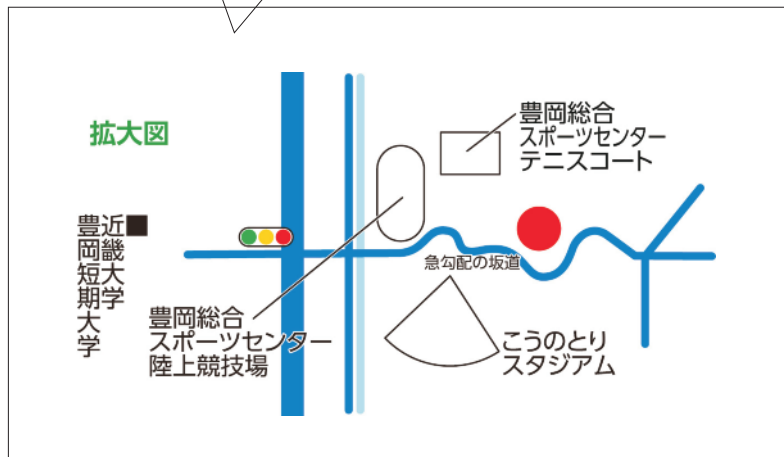 拡大図
豊岡総合
スポーツセンター
テニスコート
近畿大学
豊岡短期大学
急勾配の坂道
豊岡総合
スポーツセンター
陸上競技場
こうのとり
スタジアム